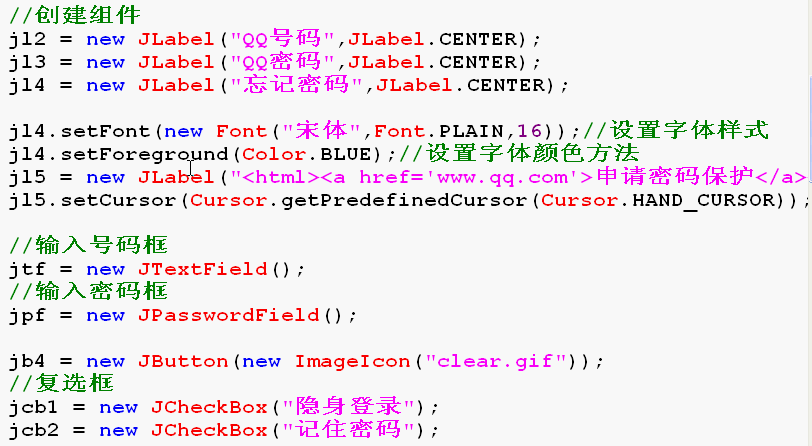 //创建组件
jl2 = new JLabel("QQ号码",JLabel.CENTER);
jl3 = new JLabel("QQ密码",JLabel.CENTER);
jl4 = new JLabel("忘记密码",JLabel.CENTER);
jl4.setFont(new Font("宋体",Font.PLAIN,16));//设置字体样式
jl4.setForeground(Color.BLUE);//设置字体颜色方法
jl5 = new JLabel("<html><a href='www.qq.com'>申请密码保护</a>
jl5.setCursor(Cursor.getPredefinedCursor(Cursor.HAND_CURSOR));
//输入号码框
jtf = new JTextField();
//输入密码框
jpf = new JPasswordField();
jb4 = new JButton(new ImageIcon("clear.gif"));
//复选框
jcb1 = new JCheckBox("隐身登录");
jcb2 = new JCheckBox("记住密码");